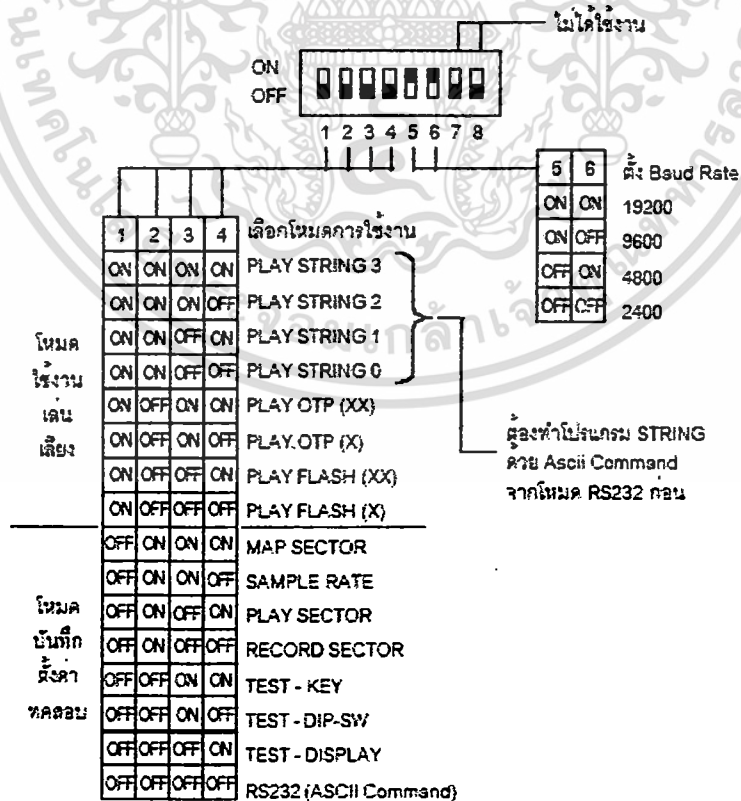 ไม่ได้ใช้งาน
ON
OFF
1 2 3 4 5 6 7 8
5 6 ตั้ง Baud Rate
ON ON 19200
ON OFF 9600
OFF ON 4800
OFF OFF 2400
1 2 3 4 เลือกโหมดการใช้งาน
ON ON ON ON PLAY STRING 3
ON ON ON OFF PLAY STRING 2
ON ON OFF ON PLAY STRING 1
ON ON OFF OFF PLAY STRING 0
ON OFF ON ON PLAY OTP (XX)
ON OFF ON OFF PLAY.OTP (X)
ON OFF OFF ON PLAY FLASH (XX)
ON OFF OFF OFF PLAY FLASH (X)
โหมด
ใช้งาน
เล่น
เสียง
ต้องทำโปรแกรม STRING
ด้วย Ascii Command
จากโหมด RS232 ก่อน
OFF ON ON ON MAP SECTOR
OFF ON ON OFF SAMPLE RATE
OFF ON OFF ON PLAY SECTOR
OFF ON OFF OFF RECORD SECTOR
OFF OFF ON ON TEST - KEY
OFF OFF ON OFF TEST - DIP-SW
OFF OFF OFF ON TEST - DISPLAY
OFF OFF OFF OFF RS232 (ASCII Command)
โหมด
บันทึก
ตั้งค่า
ทดสอบ